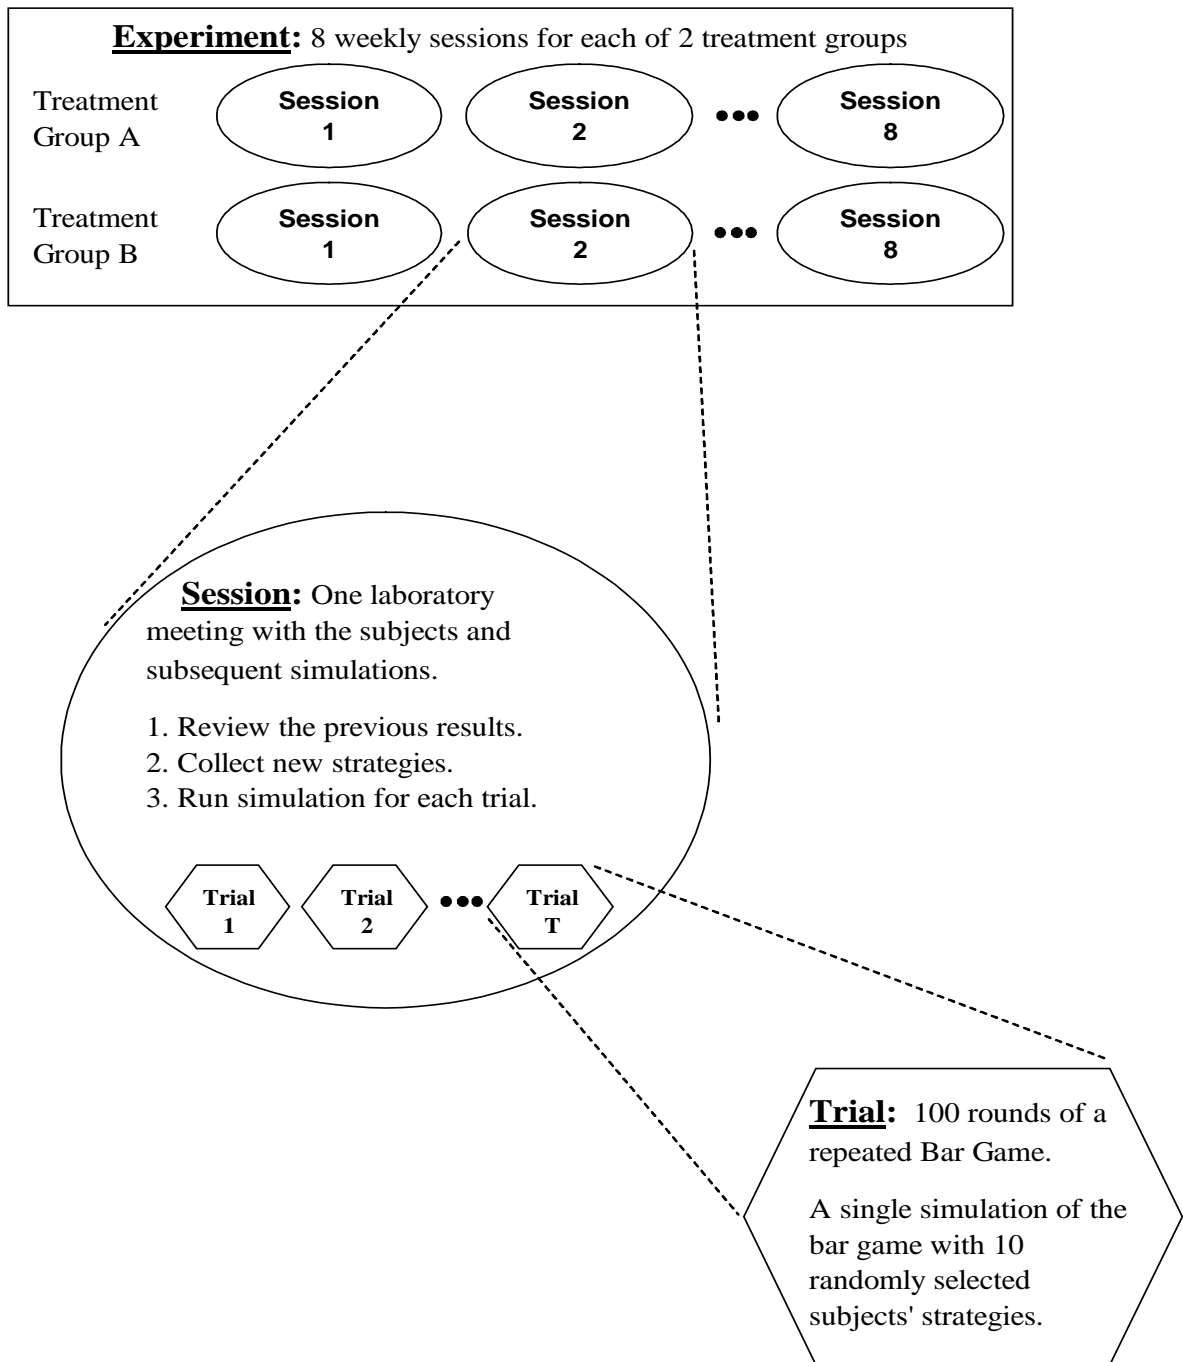 Experiment: 8 weekly sessions for each of 2 treatment groups
Treatment
Group A
Session
1
Session
2
Session
8
Treatment
Group B
Session
1
Session
2
Session
8
Session: One laboratory
meeting with the subjects and
subsequent simulations.
1. Review the previous results.
2. Collect new strategies.
3. Run simulation for each trial.
Trial
1
Trial
2
Trial
T
Trial: 100 rounds of a
repeated Bar Game.
A single simulation of the
bar game with 10
randomly selected
subjects' strategies.